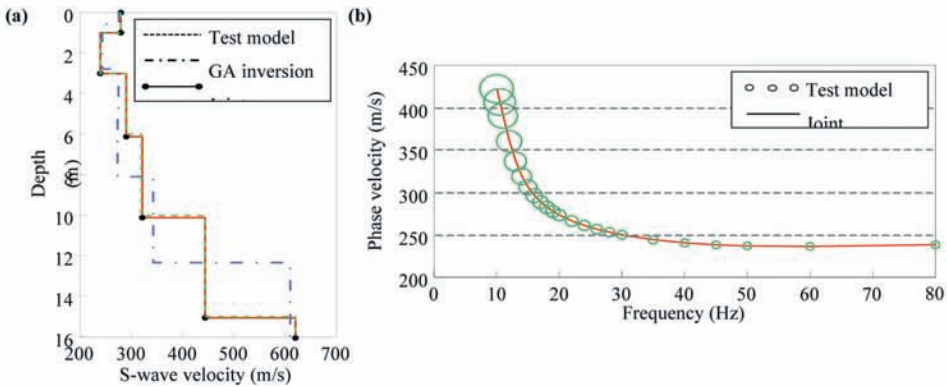 (a)
0
2
4
6
8
10
12
14
16
Depth
(m)
Test model
GA inversion
200 300 400 500 600 700
S-wave velocity (m/s)
(b)
450
400
350
300
250
200
Phase velocity (m/s)
Test model
Joint
0 10 20 30 40 50 60 70 80
Frequency (Hz)